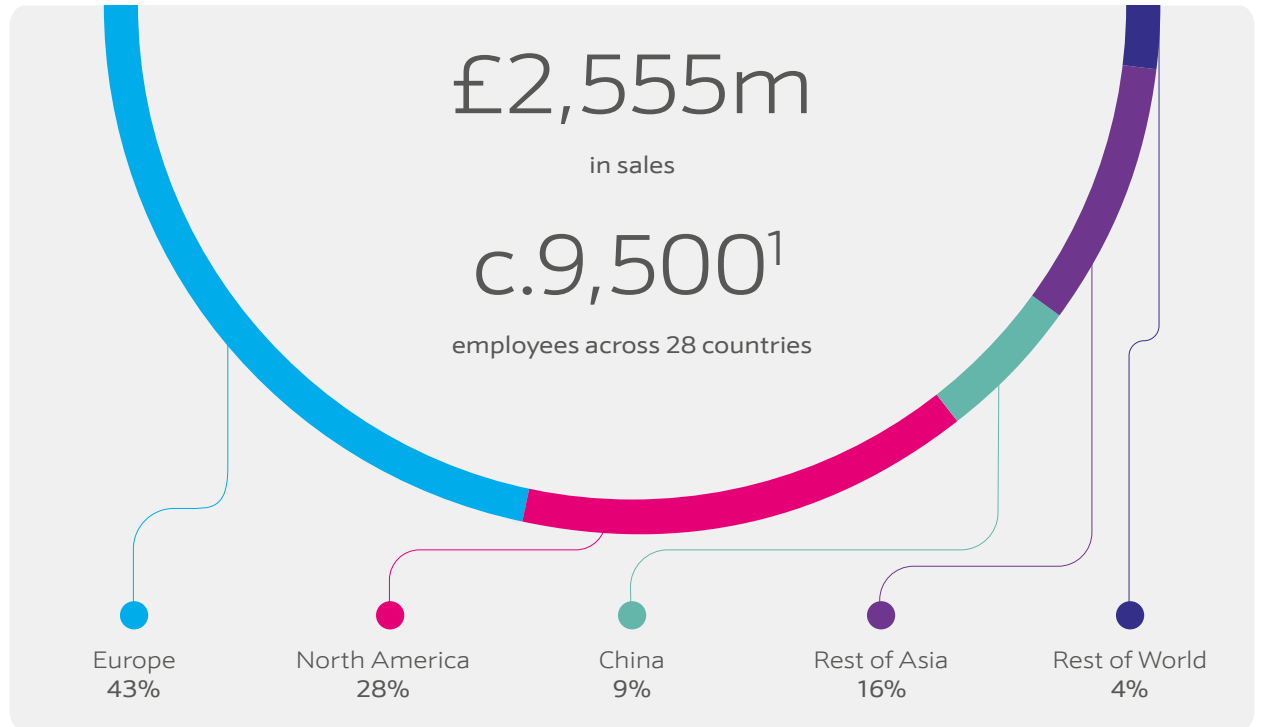 £2,555m
in sales
c.9,500¹
employees across 28 countries
Europe
43%
North America
28%
China
9%
Rest of Asia
16%
Rest of World
4%